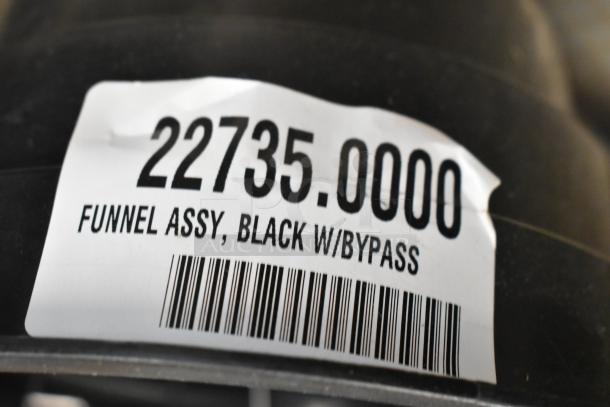 22735.0000
FUNNEL ASSY, BLACK W/BYPASS